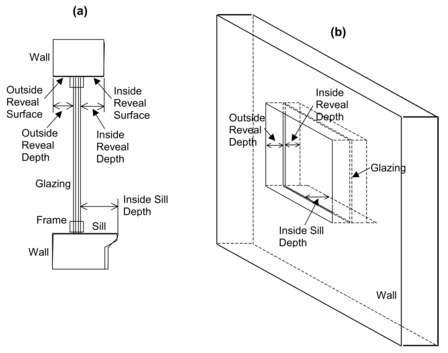 (a)
Wall
Outside
Reveal
Surface
Inside
Reveal
Surface
Outside
Reveal
Depth
Inside
Reveal
Depth
Glazing
Inside Sill
Depth
Frame
Sill
Wall
(b)
Inside
Reveal
Depth
Outside
Reveal
Depth
Glazing
Inside Sill
Depth
Wall